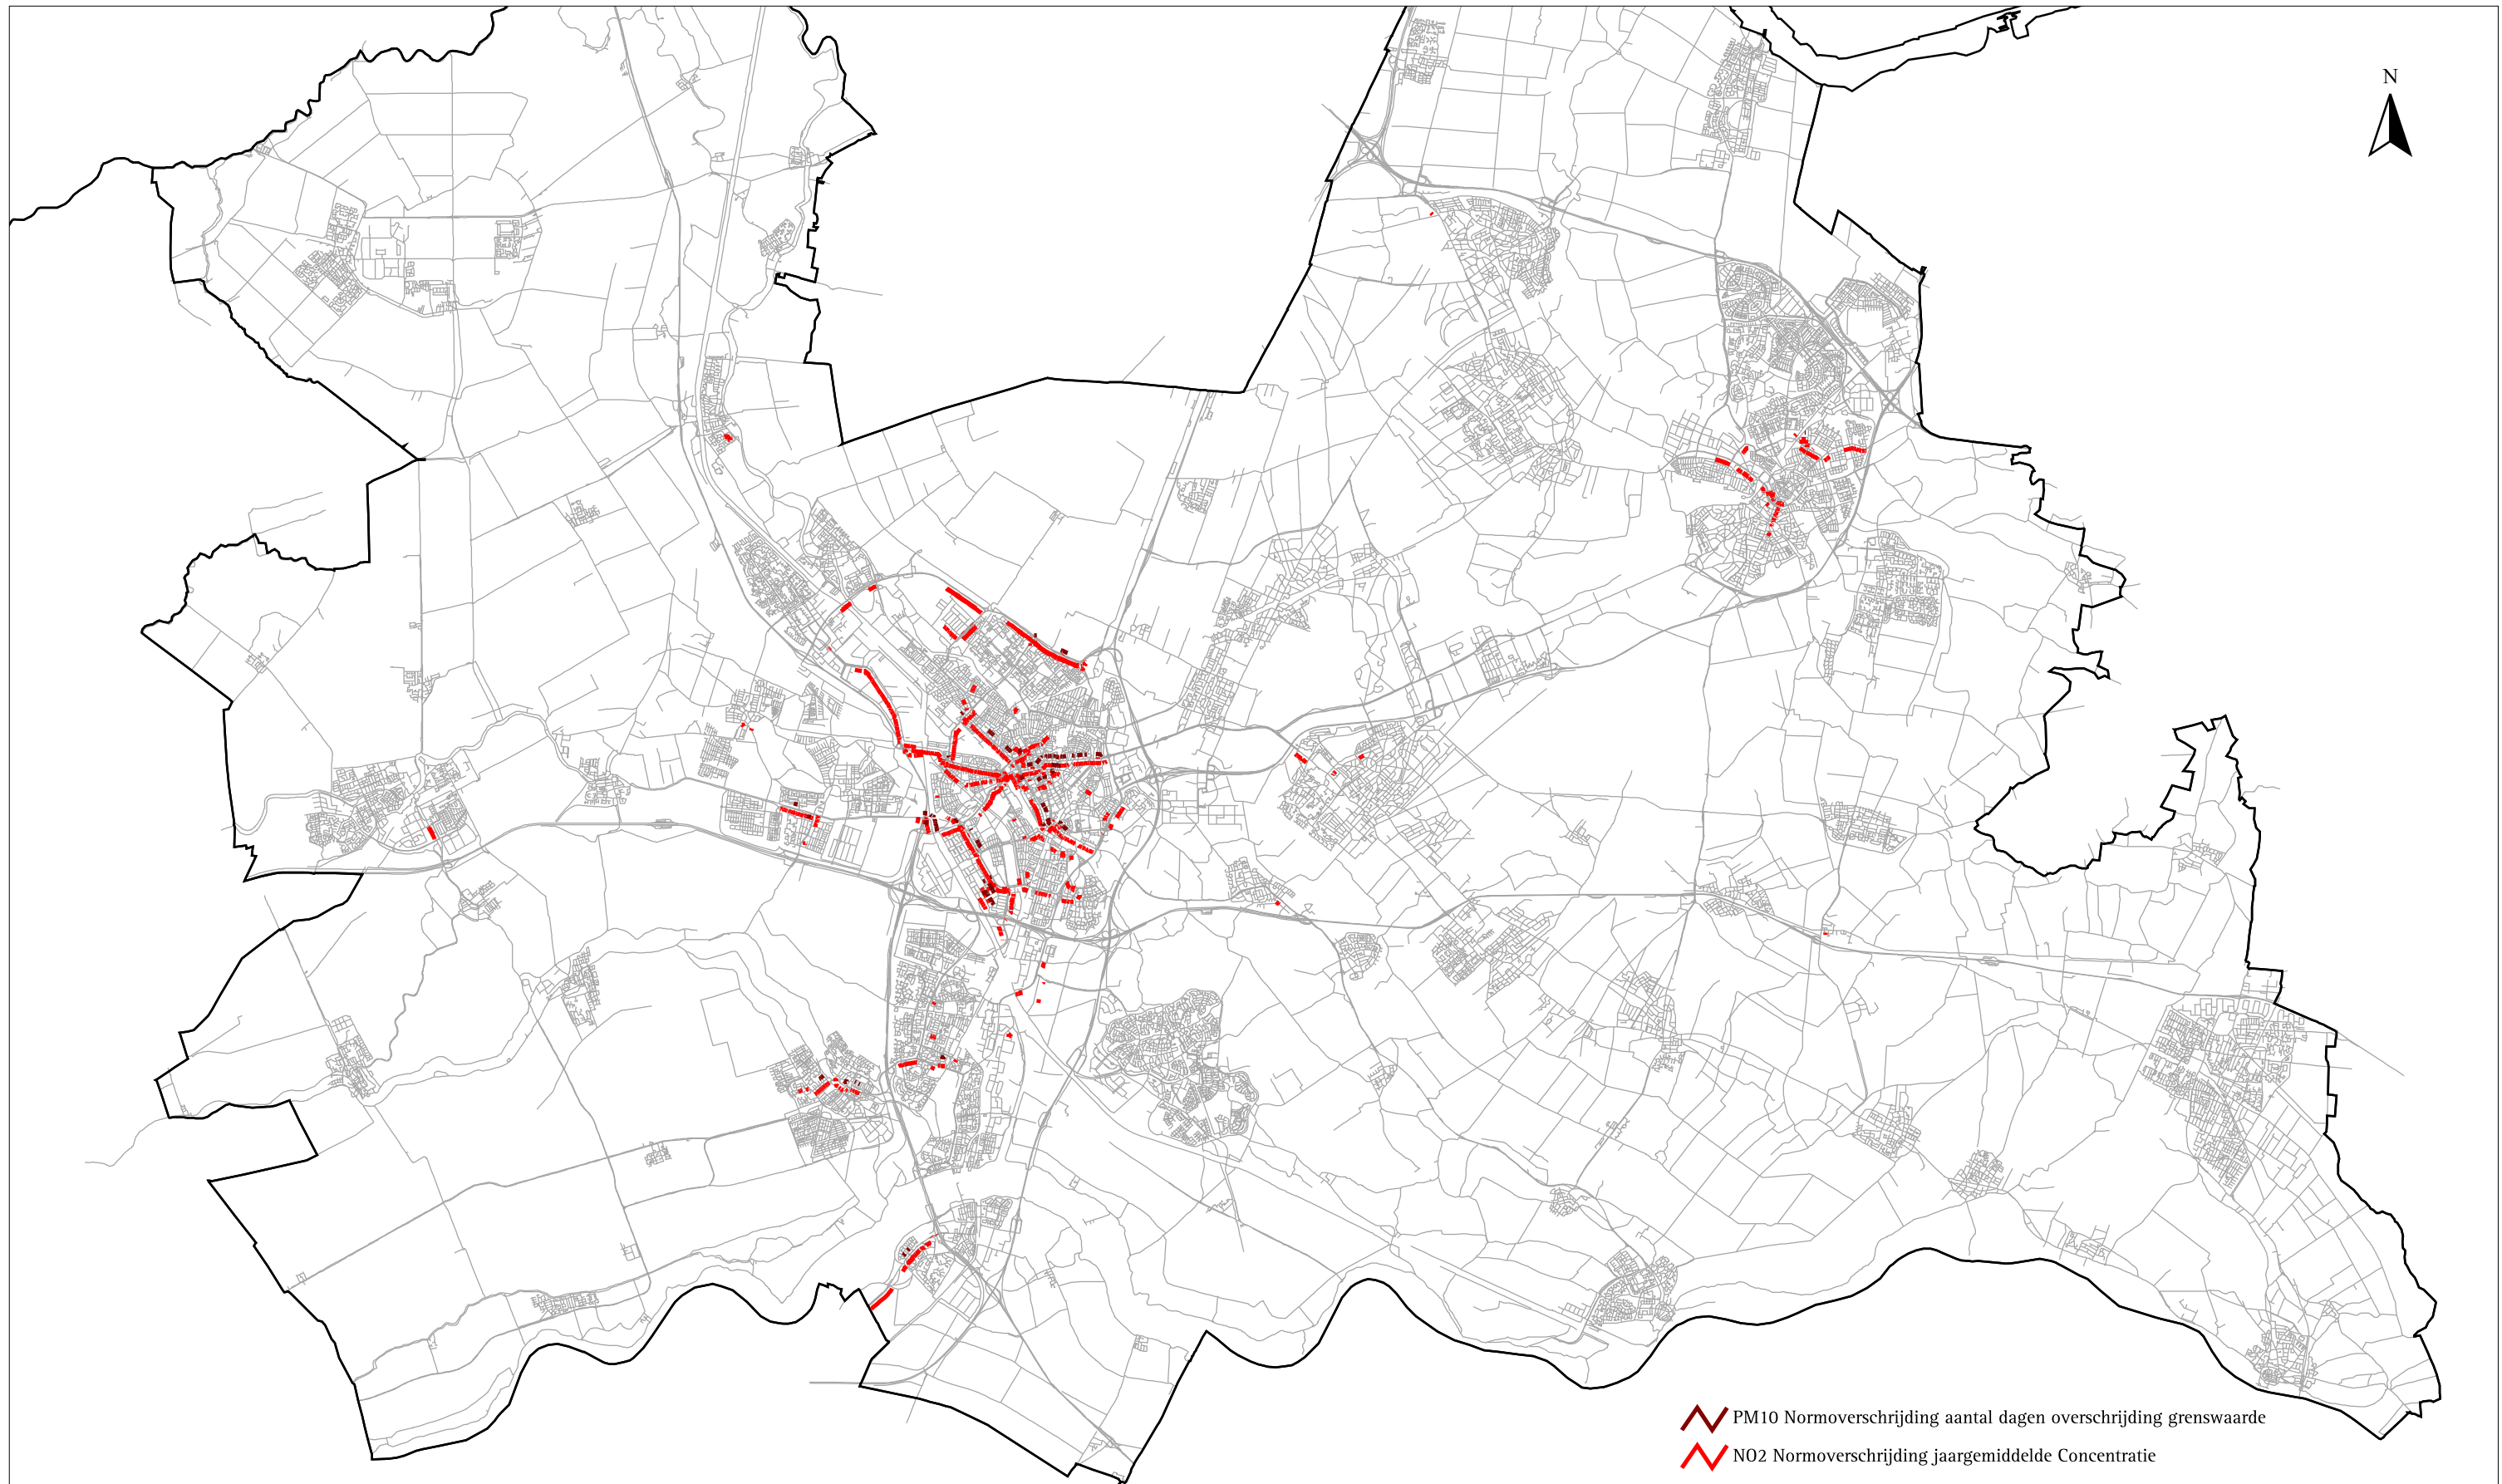 N
PM10 Normoverschrijding aantal dagen overschrijding grenswaarde
NO2 Normoverschrijding jaargemiddelde Concentratie